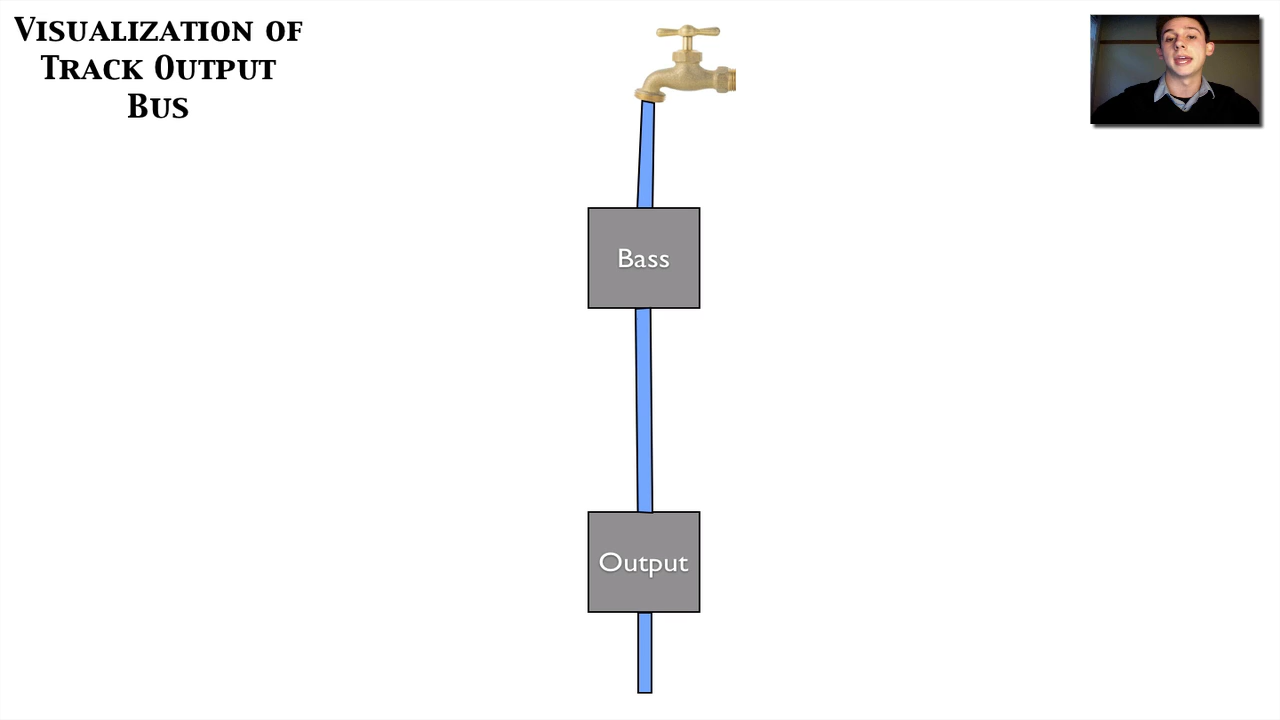 Visualization of
Track Output
Bus
Bass
Output